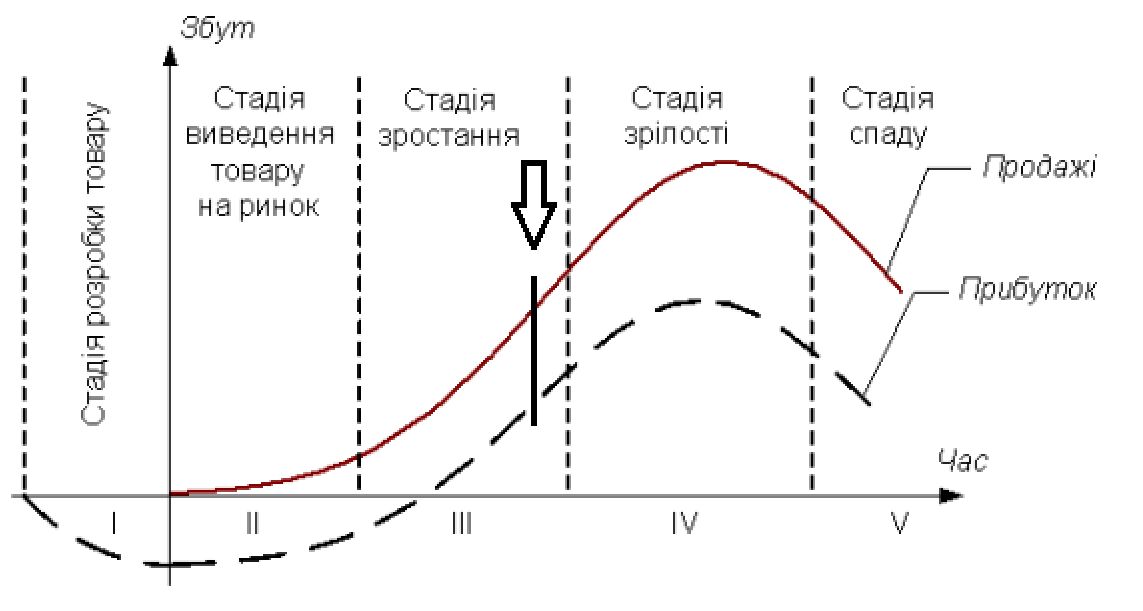 Збут
Стадія розробки товару
Стадія
виведення
товару
на ринок
Стадія
зростання
Стадія
зрілості
Стадія
спаду
Продажі
Прибуток
Час
I
II
III
IV
V